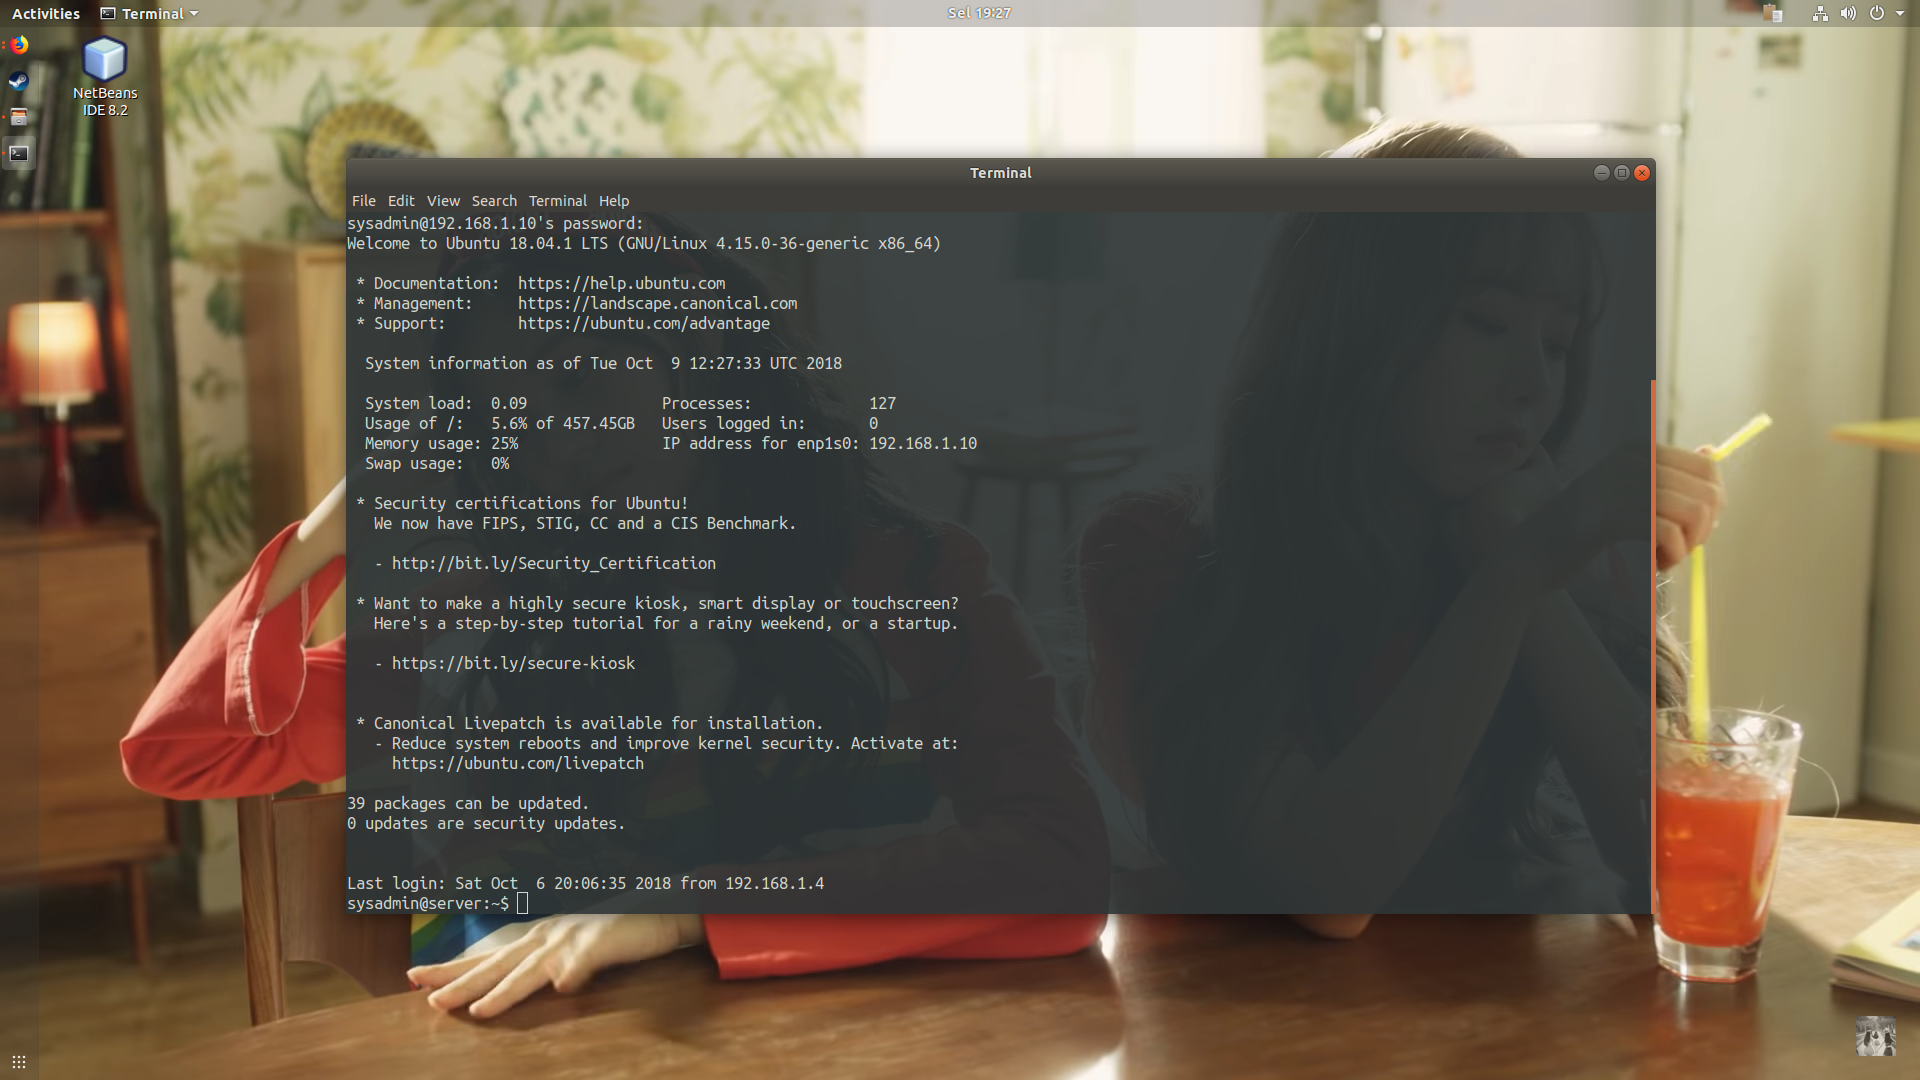 Activities Terminal Sel 19:27
NetBeans
IDE 8.2
Terminal
File Edit View Search Terminal Help
sysadmin@192.168.1.10's password:
Welcome to Ubuntu 18.04.1 LTS (GNU/Linux 4.15.0-36-generic x86_64)
* Documentation: https://help.ubuntu.com
* Management: https://landscape.canonical.com
* Support: https://ubuntu.com/advantage
System information as of Tue Oct  9 12:27:33 UTC 2018
System load: 0.09 Processes: 127
Usage of /: 5.6% of 457.45GB Users logged in: 0
Memory usage: 25% IP address for enp1s0: 192.168.1.10
Swap usage: 0%
* Security certifications for Ubuntu!
We now have FIPS, STIG, CC and a CIS Benchmark.
- http://bit.ly/Security_Certification
* Want to make a highly secure kiosk, smart display or touchscreen?
Here's a step-by-step tutorial for a rainy weekend, or a startup.
- https://bit.ly/secure-kiosk
* Canonical Livepatch is available for installation.
- Reduce system reboots and improve kernel security. Activate at:
https://ubuntu.com/livepatch
39 packages can be updated.
0 updates are security updates.
Last login: Sat Oct  6 20:06:35 2018 from 192.168.1.4
sysadmin@server:~$